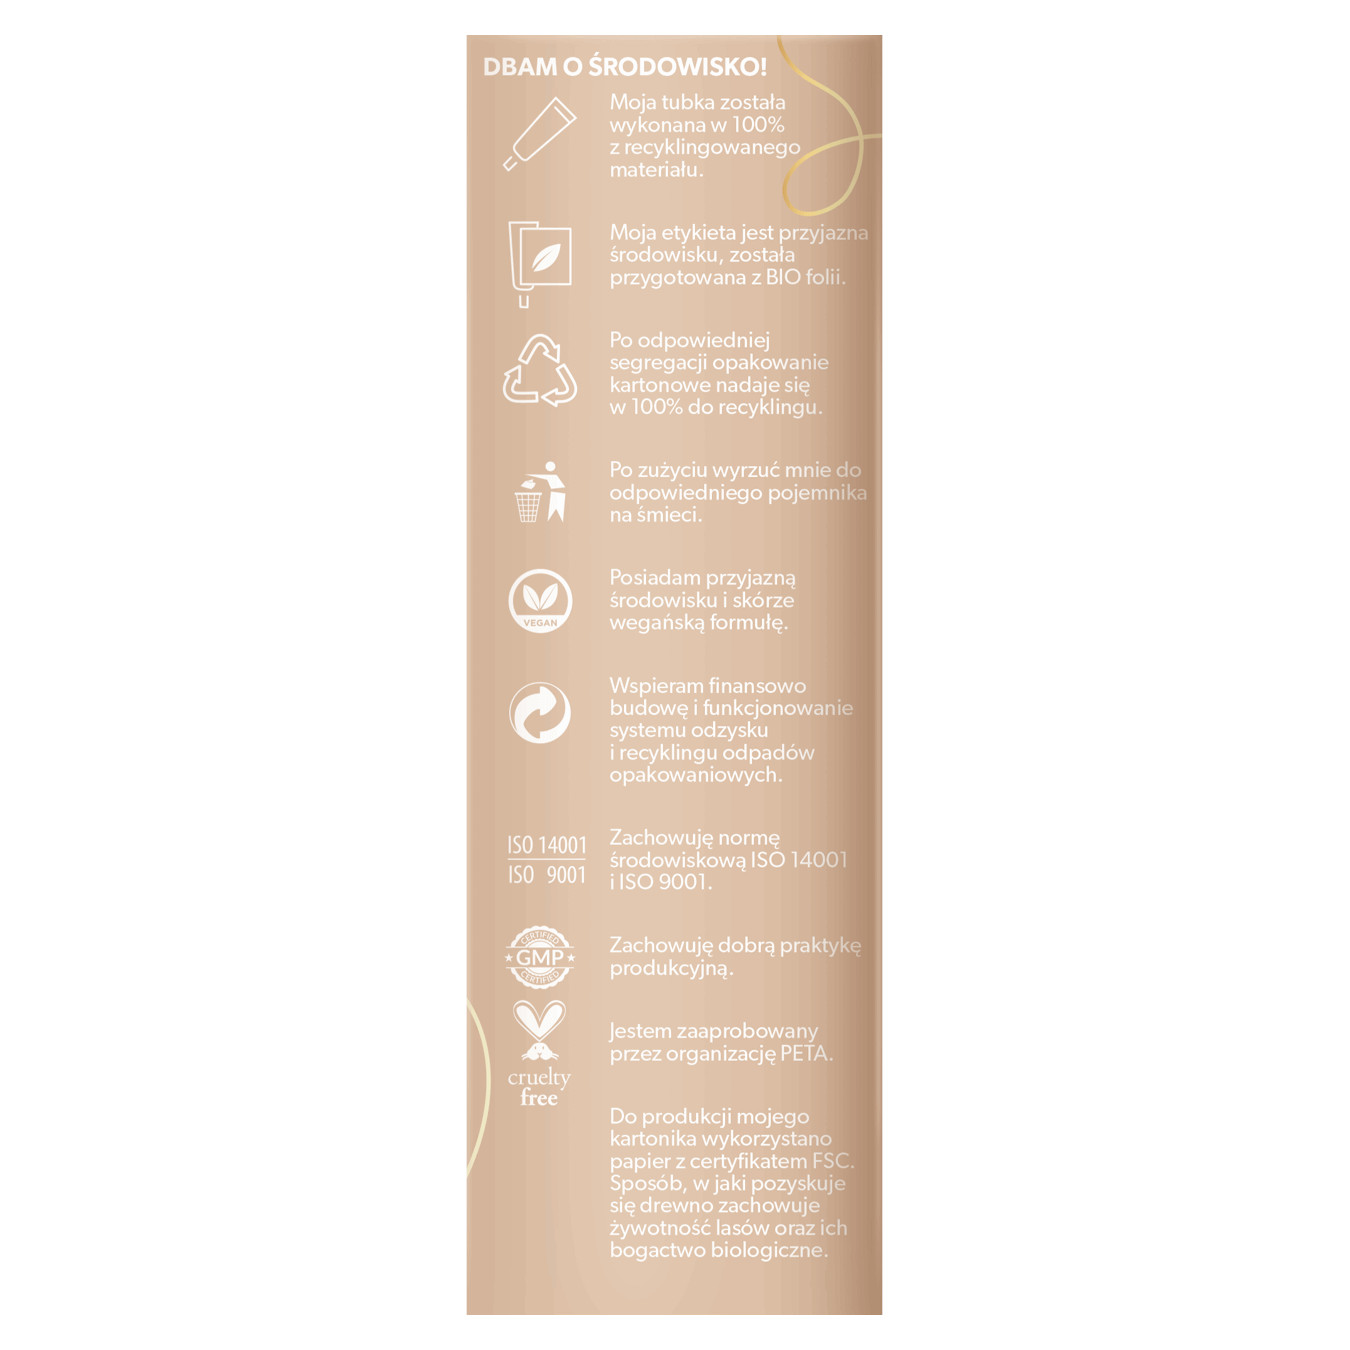 DBAM O ŚRODOWISKO!
Moja tubka została
wykonana w 100%
z recyklingowanego
materiału.
Moja etykieta jest przyjazna
środowisku, została
przygotowana z BIO folii.
Po odpowiedniej
segregacji opakowanie
kartonowe nadaje się
w 100% do recyklingu.
Po zużyciu wyrzuć mnie do
odpowiedniego pojemnika
na śmieci.
VEGAN
Posiadam przyjazną
środowisku i skórze
wegańską formułę.
Wspieram finansowo
budowę i funkcjonowanie
systemu odzysku
i recyklingu odpadów
opakowaniowych.
ISO 14001
ISO 9001
Zachowuję normę
środowiskową ISO 14001
i ISO 9001.
CERTIFIED
GMP
CERTIFIED
Zachowuję dobrą praktykę
produkcyjną.
cruelty
free
Jestem zaaprobowany
przez organizację PETA.
Do produkcji mojego
kartonika wykorzystano
papier z certyfikatem FSC.
Sposób, w jaki pozyskuje
się drewno zachowuje
żywotność lasów oraz ich
bogactwo biologiczne.